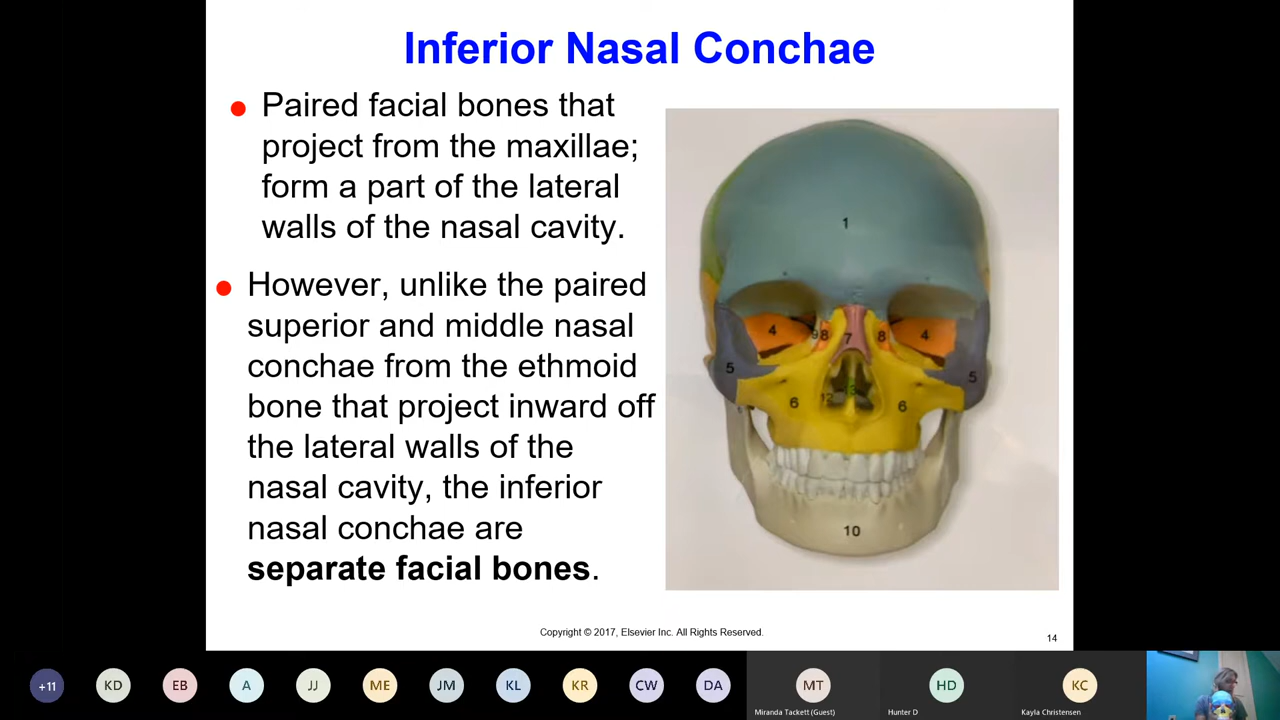 Inferior Nasal Conchae
Paired facial bones that
project from the maxillae;
form a part of the lateral
walls of the nasal cavity.
However, unlike the paired
superior and middle nasal
conchae from the ethmoid
bone that project inward off
the lateral walls of the
nasal cavity, the inferior
nasal conchae are
separate facial bones.
1
4
9
8
7
8
4
5
5
6
12
6
10
Copyright © 2017, Elsevier Inc. All Rights Reserved.
14
+11
KD
EB
A
JJ
ME
JM
KL
KR
CW
DA
MT
HD
KC
Miranda Tackett (Guest)
Hunter D
Kayla Christensen